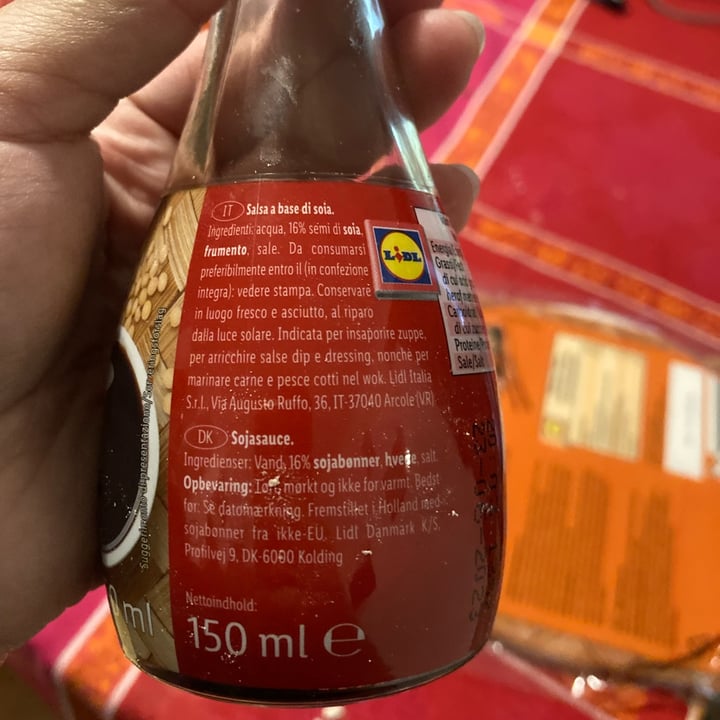 IT Salsa a base di soia.
Ingredienti: acqua, 16% semi di soia,
frumento, sale. Da consumarsi
preferibilmente entro il (in confezione
integra): vedere stampa. Conservare
in luogo fresco e asciutto, al riparo
dalla luce solare. Indicata per insaporire zuppe,
per arricchire salse dip e dressing, nonché per
marinare carne e pesce cotti nel wok. Lidl Italia
S.r.l., Via Augusto Ruffo, 36, IT-37040 Arcole (VR)
LIDL
DK Sojasauce.
Ingredienser: Vand, 16% sojabønner, hvede, salt.
Opbevaring: Tørt, mørkt og ikke for varmt. Bedst
før: Se datomærkning. Fremstillet i Holland med
sojabønner fra ikke-EU. Lidl Danmark K/S,
Profilvej 9, DK-6000 Kolding
Nettoindhold:
150 ml e
ml